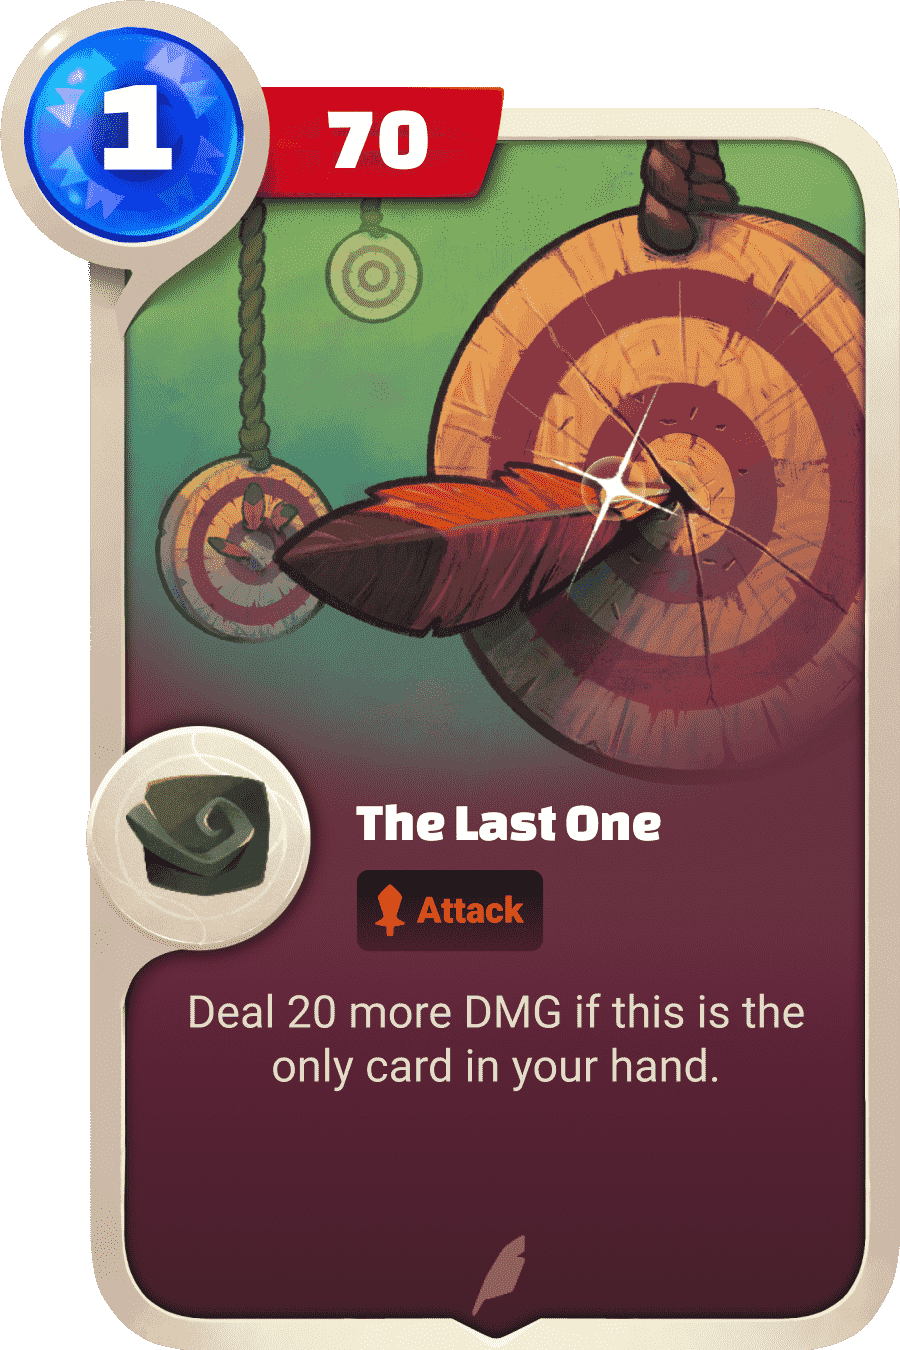 1
70
The Last One
Attack
Deal 20 more DMG if this is the
only card in your hand.